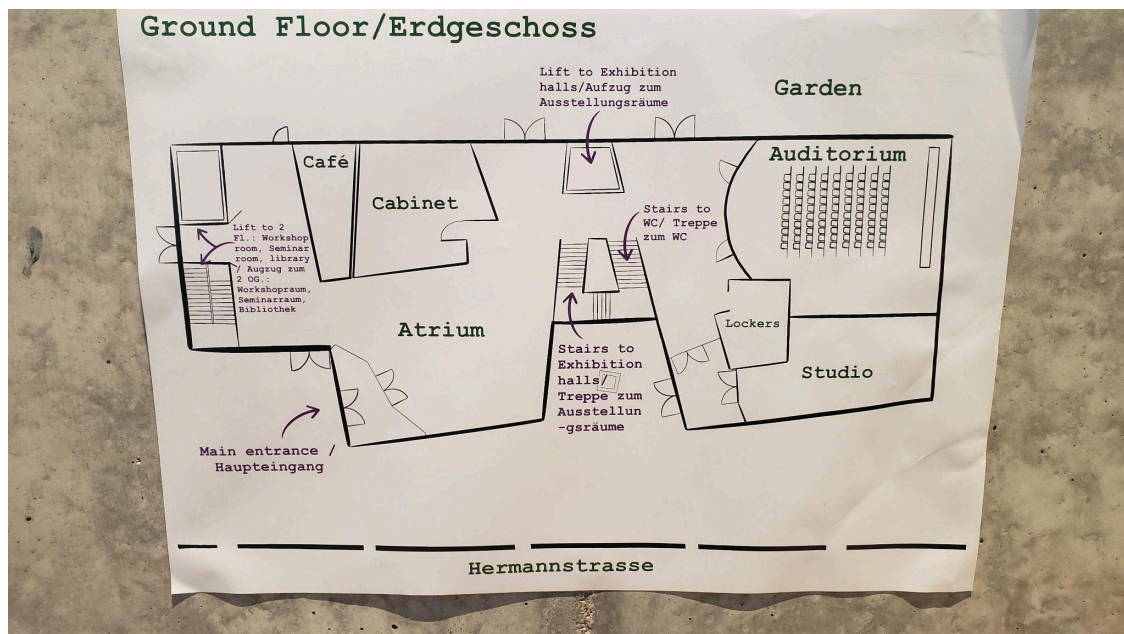 Ground Floor/Erdgeschoss
Lift to Exhibition
halls/Aufzug zum
Ausstellungsräume
Garden
Café
Cabinet
Auditorium
Stairs to
WC/ Treppe
zum WC
Lift to 2
Fl.: Workshop
room, Seminar
room, library
/ Augzug zum
2 OG.:
Workshopraum,
Seminarraum,
Bibliothek
Atrium
Lockers
Stairs to
Exhibition
halls/
Treppe zum
Ausstellun
-gsräume
Studio
Main entrance /
Haupteingang
Hermannstrasse